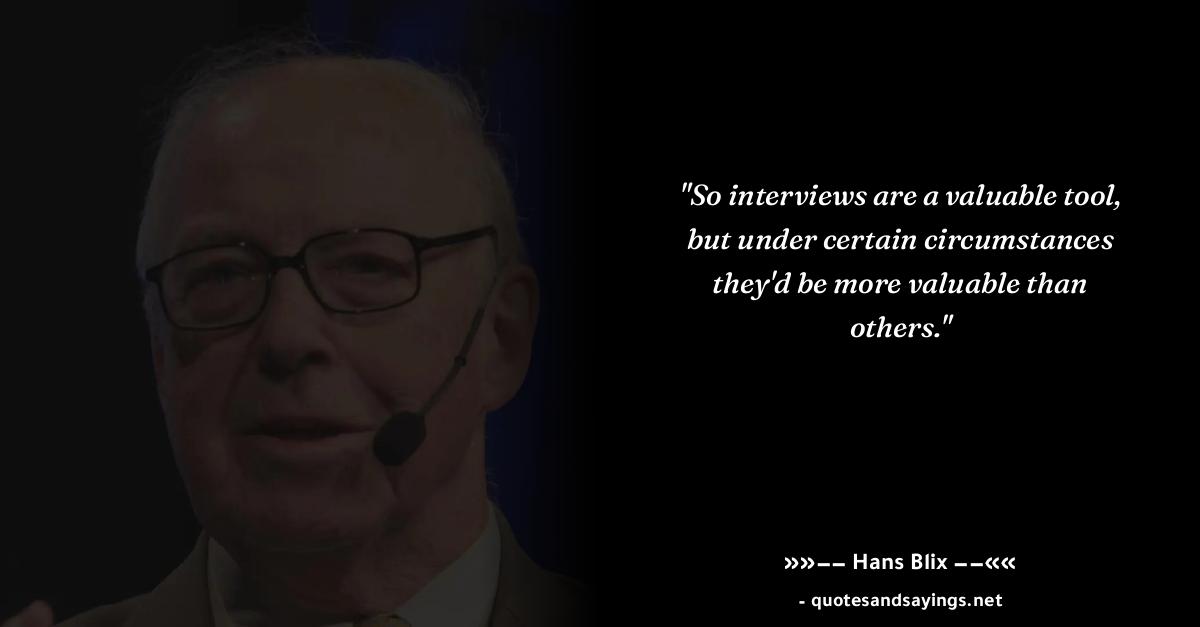 "So interviews are a valuable tool,
but under certain circumstances
they'd be more valuable than
others."
»»–– Hans Blix ––««
- quotesandsayings.net